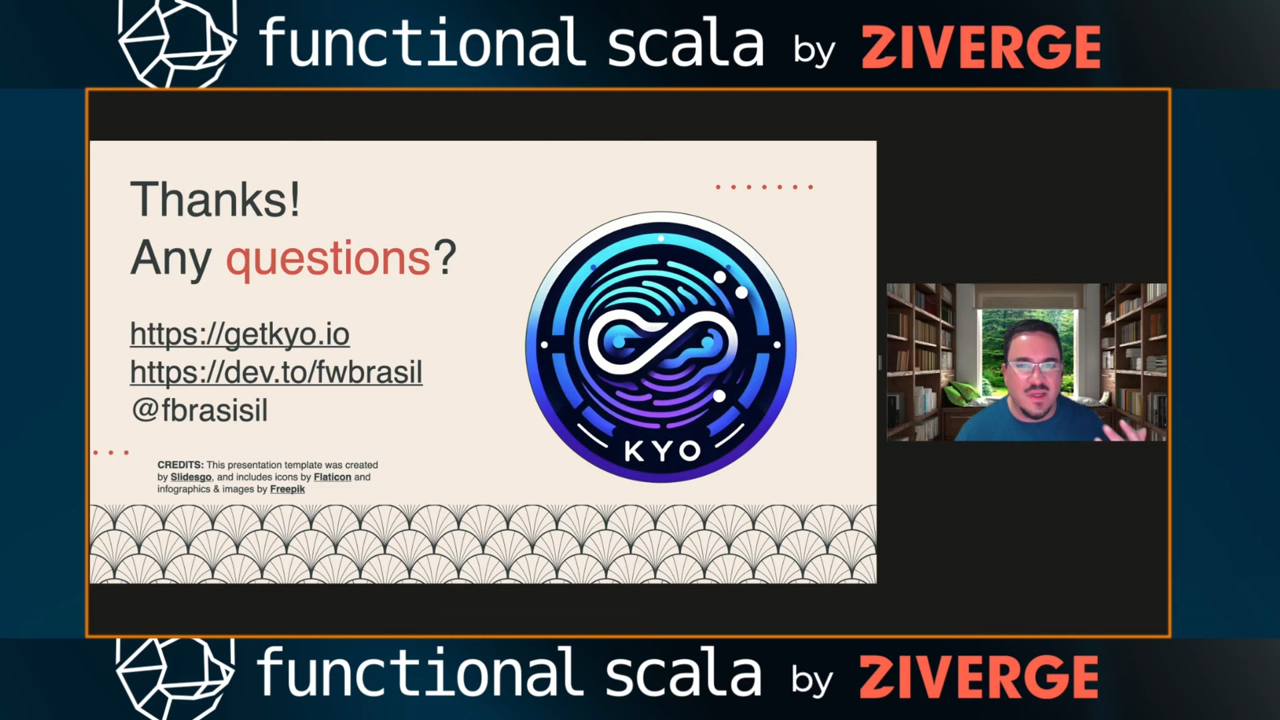 functional scala by ZIVERGE
Thanks!
Any questions?
https://getkyo.io
https://dev.to/fwbrasil
@fbrasisil
CREDITS: This presentation template was created
by Slidesgo, and includes icons by Flaticon and
infographics & images by Freepik
KYO
functional scala by ZIVERGE